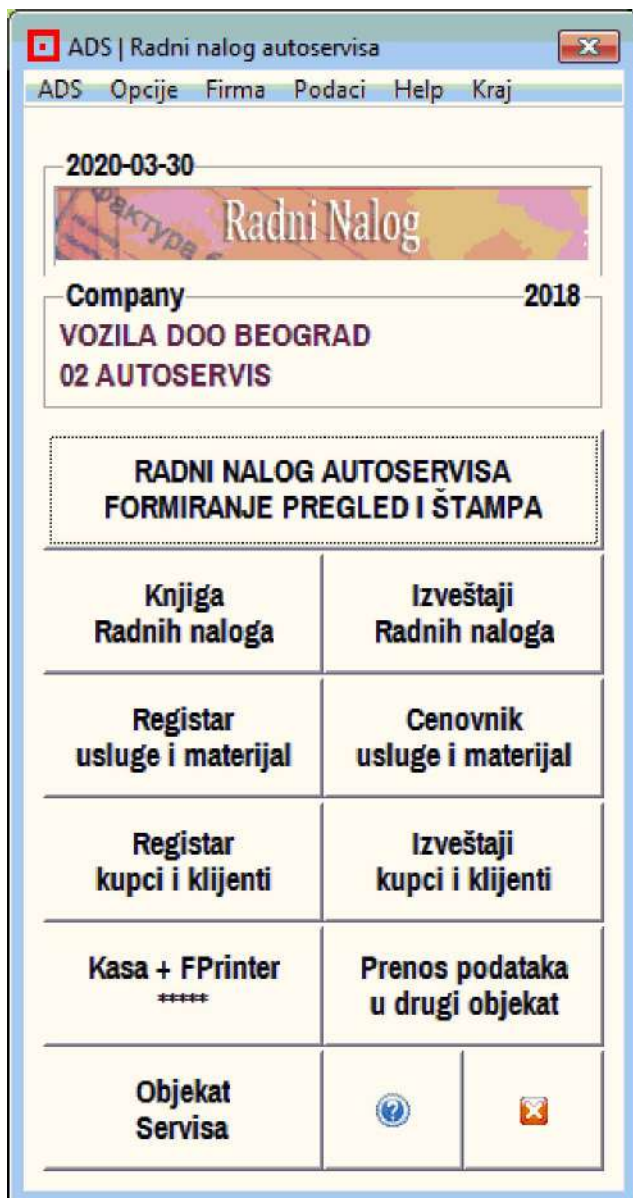 ADS | Radni nalog autoservisa
ADS Opcije Firma Podaci Help Kraj
2020-03-30
Фактура
Radni Nalog
Company 2018
VOZILA DOO BEOGRAD
02 AUTOSERVIS
RADNI NALOG AUTOSERVISA
FORMIRANJE PREGLED I ŠTAMPA
Knjiga
Radnih naloga
Izveštaji
Radnih naloga
Registar
usluge i materijal
Cenovnik
usluge i materijal
Registar
kupci i klijenti
Izveštaji
kupci i klijenti
Kasa + FPrinter
*****
Prenos podataka
u drugi objekat
Objekat
Servisa